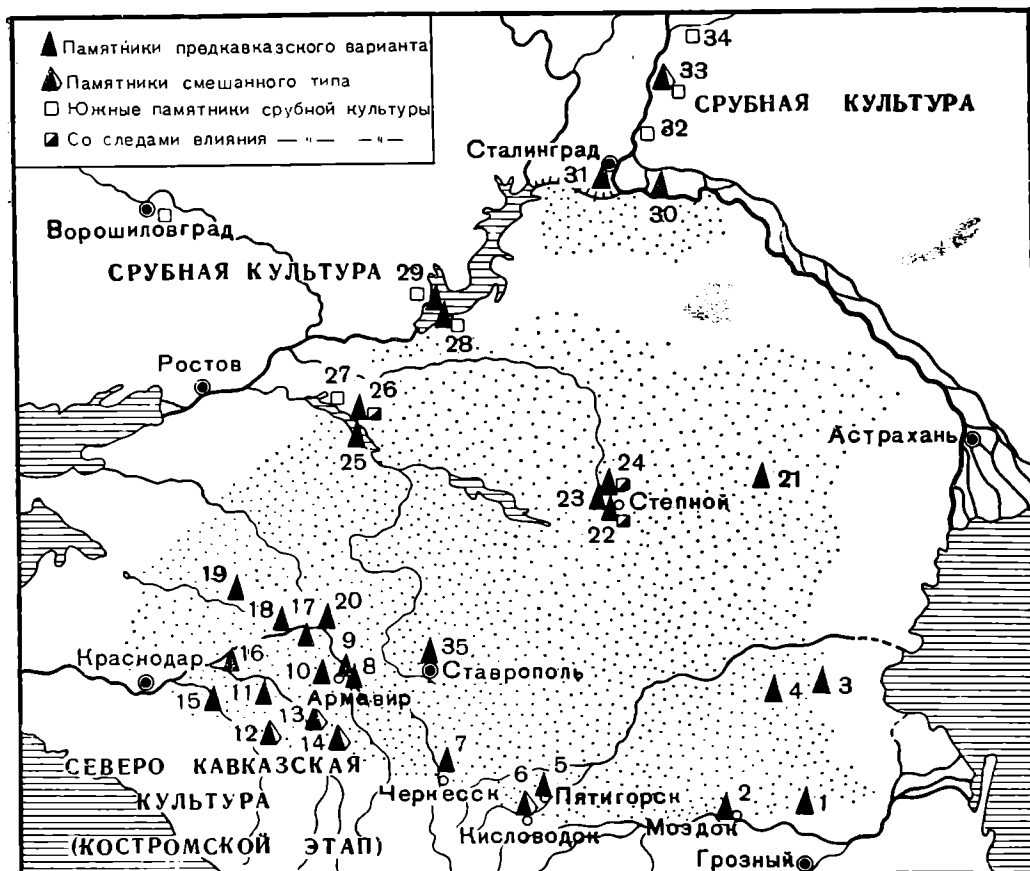 Памятники предкавказского варианта
Памятники смешанного типа
Южные памятники срубной культуры
Со следами влияния — " — — " —
34
33
СРУБНАЯ КУЛЬТУРА
32
Сталинград
31
30
Ворошиловград
СРУБНАЯ КУЛЬТУРА
29
28
Ростов
27
26
25
Астрахань
24
23
Степной
22
21
19
18
17
20
16
9
10
8
35
Краснодар
Ставрополь
15
11
Армавир
13
12
14
4
3
СЕВЕРО КАВКАЗСКАЯ
КУЛЬТУРА
(КОСТРОМСКОЙ ЭТАП)
7
Черкесск
6
5
Пятигорск
Кисловодок
2
1
Моздок
Грозный